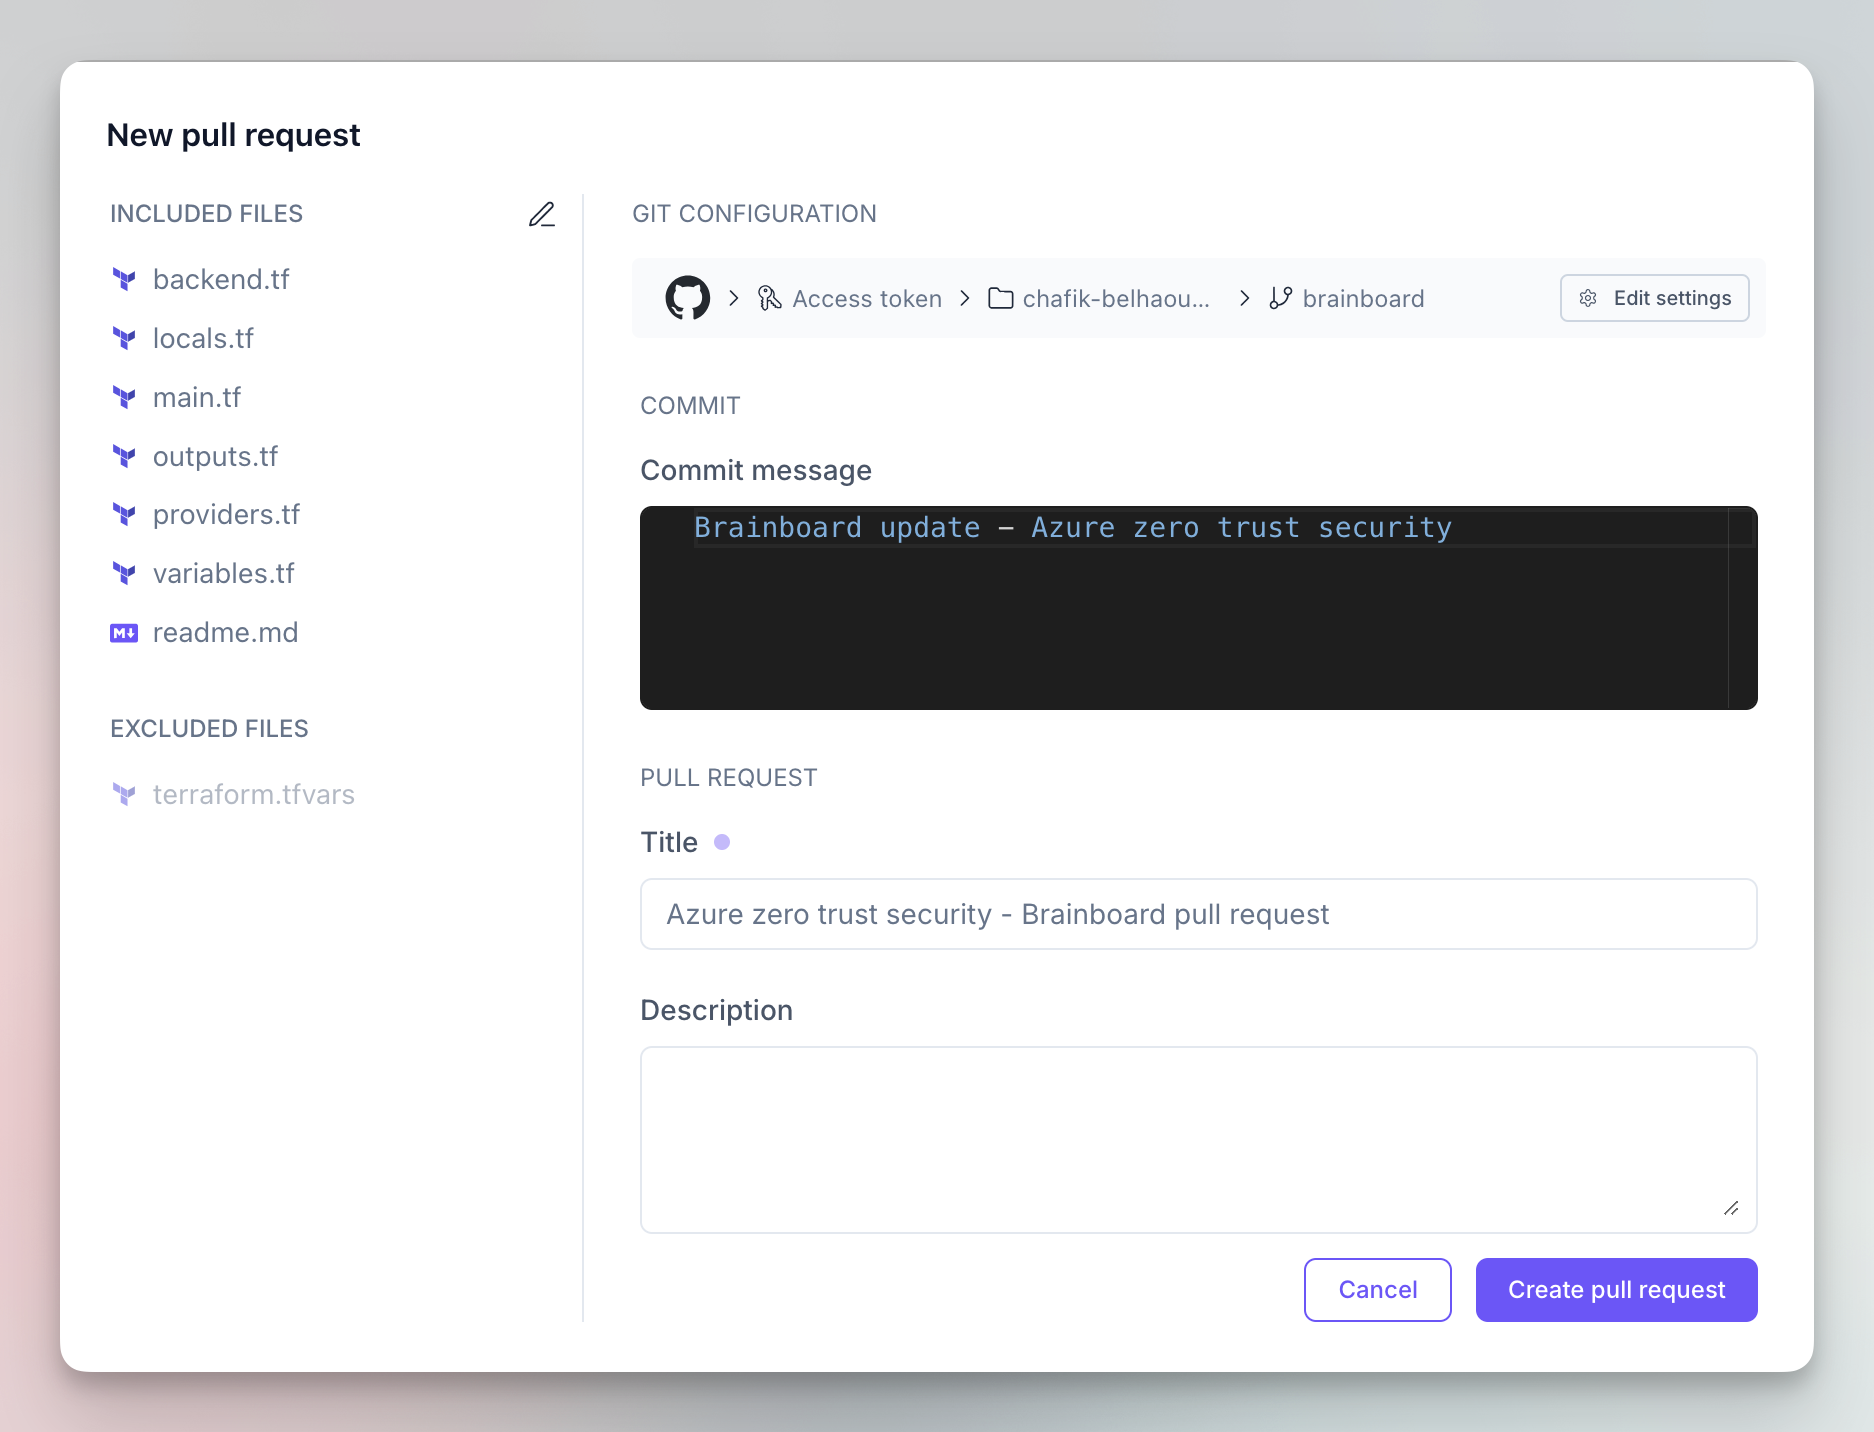 New pull request
INCLUDED FILES
backend.tf
locals.tf
main.tf
outputs.tf
providers.tf
variables.tf
readme.md
EXCLUDED FILES
terraform.tfvars
GIT CONFIGURATION
Access token
chafik-belhaou...
brainboard
Edit settings
COMMIT
Commit message
Brainboard update – Azure zero trust security
PULL REQUEST
Title
Azure zero trust security - Brainboard pull request
Description
Cancel
Create pull request